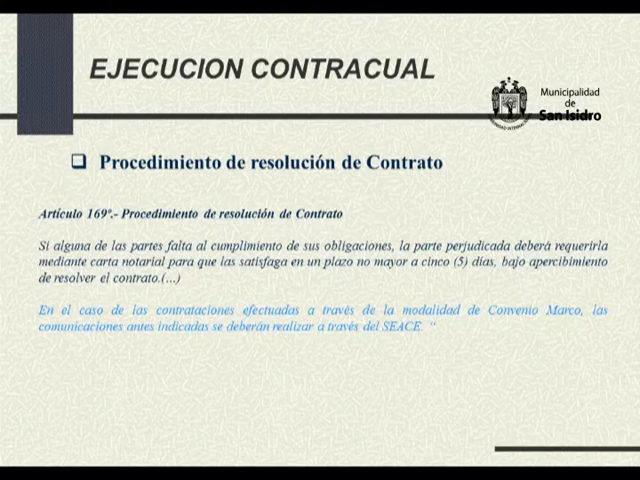 EJECUCION CONTRACUAL
Municipalidad
de
San Isidro
Procedimiento de resolución de Contrato
Artículo 169º.- Procedimiento de resolución de Contrato
Si alguna de las partes falta al cumplimiento de sus obligaciones, la parte perjudicada deberá requerirla
mediante carta notarial para que las satisfaga en un plazo no mayor a cinco (5) días, bajo apercibimiento
de resolver el contrato.(...)
En el caso de las contrataciones efectuadas a través de la modalidad de Convenio Marco, las
comunicaciones antes indicadas se deberán realizar a través del SEACE. “